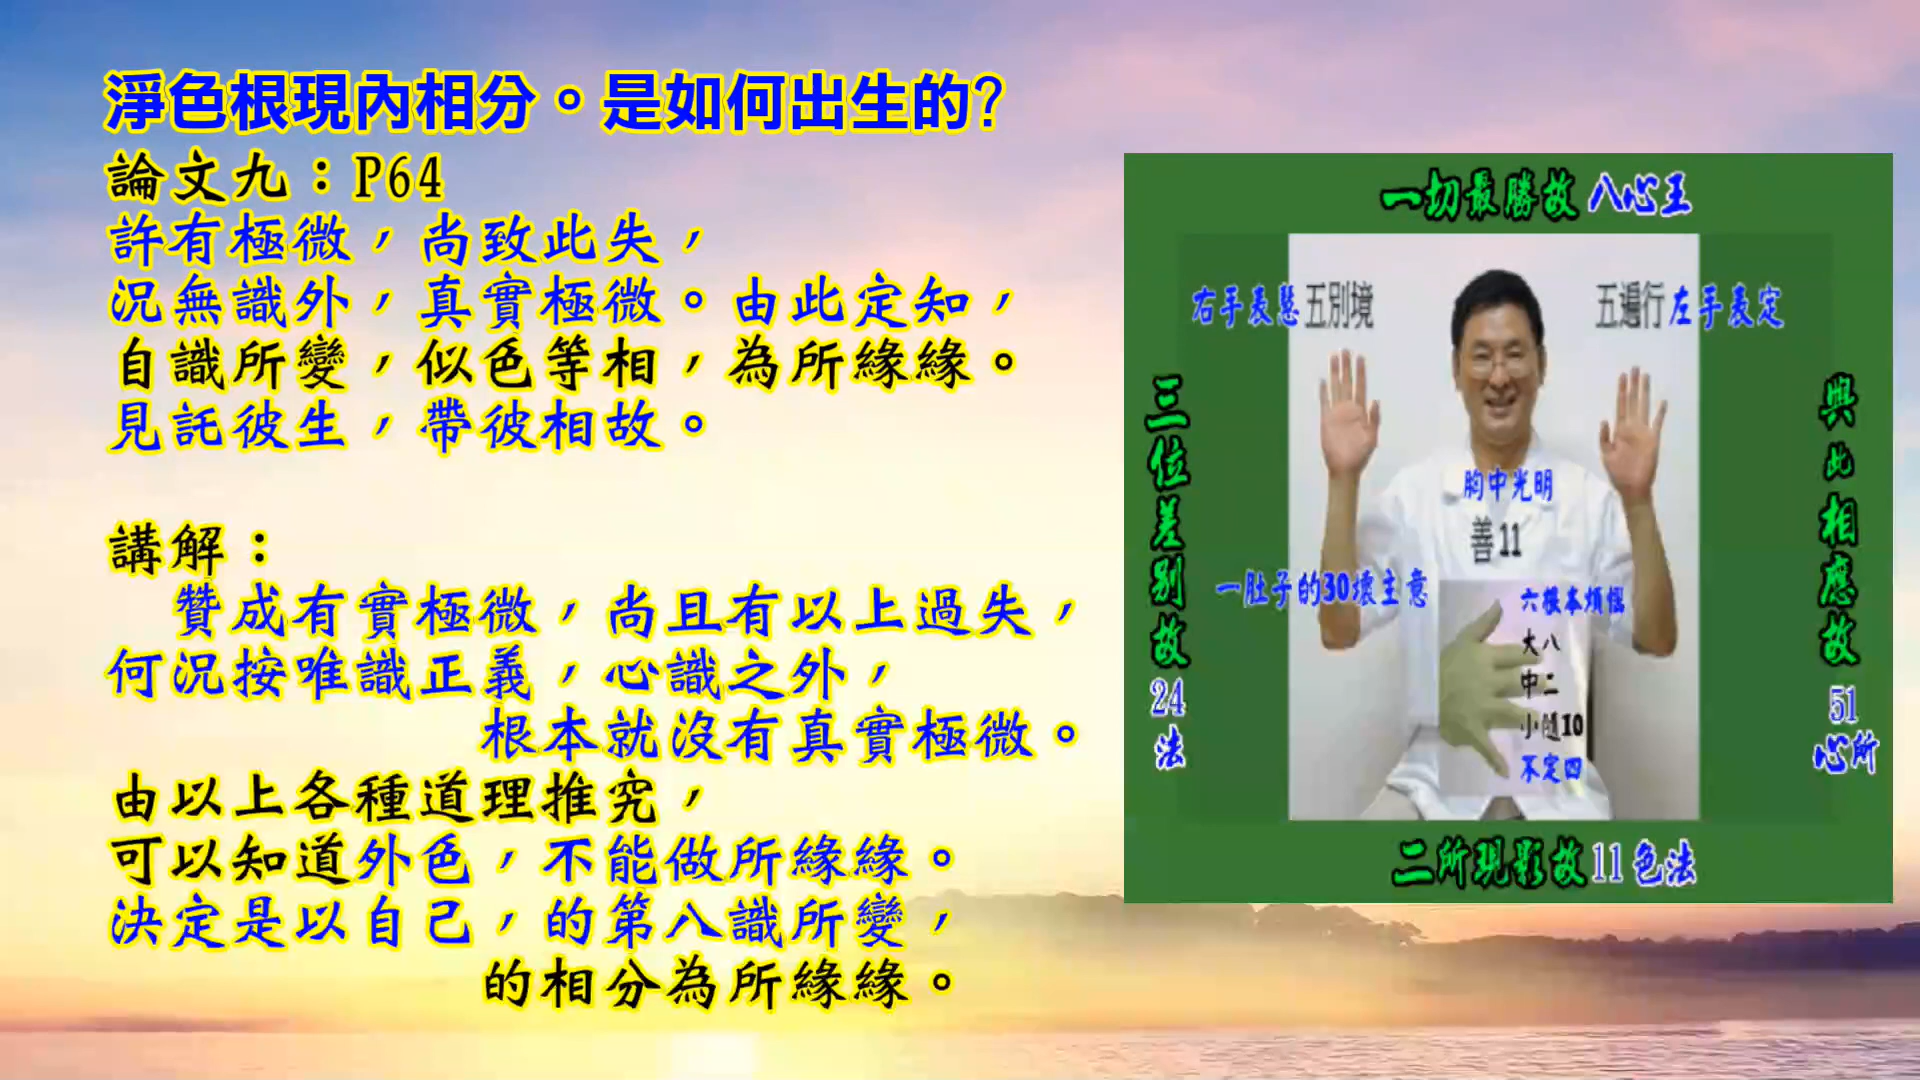 淨色根現內相分。是如何出生的?
論文九：P64
許有極微，尚致此失，
況無識外，真實極微。由此定知，
自識所變，似色等相，為所緣緣。
見託彼生，帶彼相故。
講解：
贊成有實極微，尚且有以上過失，
何況按唯識正義，心識之外，
根本就沒有真實極微。
由以上各種道理推究，
可以知道外色，不能做所緣緣。
決定是以自己，的第八識所變，
的相分為所緣緣。
一切最勝故 八心王
右手表慧 五別境
五遍行 左手表定
三位差別故 24法
與此相應故 51心所
胸中光明
善11
一肚子的30壞主意
六根本煩惱
大八
中二
小隨10
不定四
二所現影故 11色法